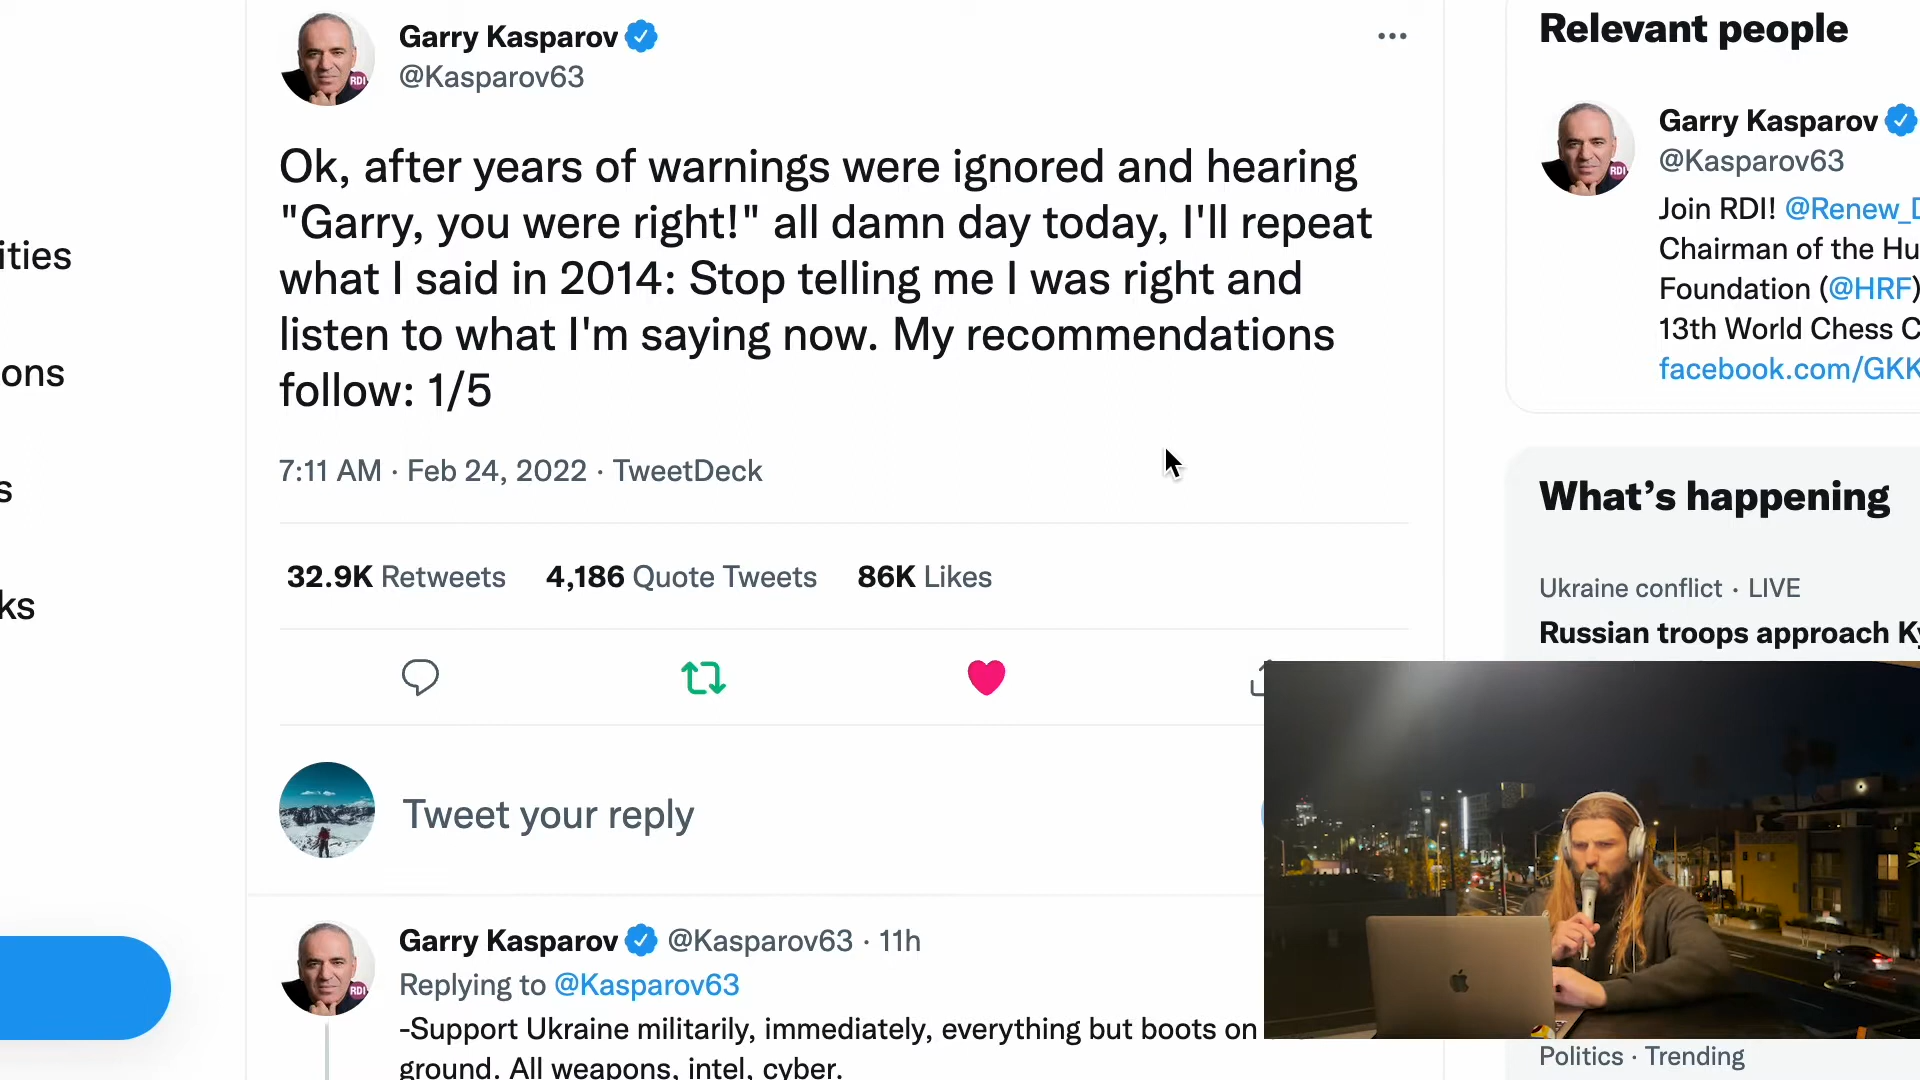 Garry Kasparov
@Kasparov63
Ok, after years of warnings were ignored and hearing
"Garry, you were right!" all damn day today, I'll repeat
what I said in 2014: Stop telling me I was right and
listen to what I'm saying now. My recommendations
follow: 1/5
7:11 AM · Feb 24, 2022 · TweetDeck
32.9K Retweets 4,186 Quote Tweets 86K Likes
Tweet your reply
Garry Kasparov @Kasparov63 · 11h
Replying to @Kasparov63
-Support Ukraine militarily, immediately, everything but boots on
ground. All weapons, intel, cyber.
ities
ons
s
ks
Relevant people
Garry Kasparov
@Kasparov63
Join RDI! @Renew_D
Chairman of the Hu
Foundation (@HRF)
13th World Chess C
facebook.com/GKK
What's happening
Ukraine conflict · LIVE
Russian troops approach Ky
Politics · Trending
RDI
RDI
RDI